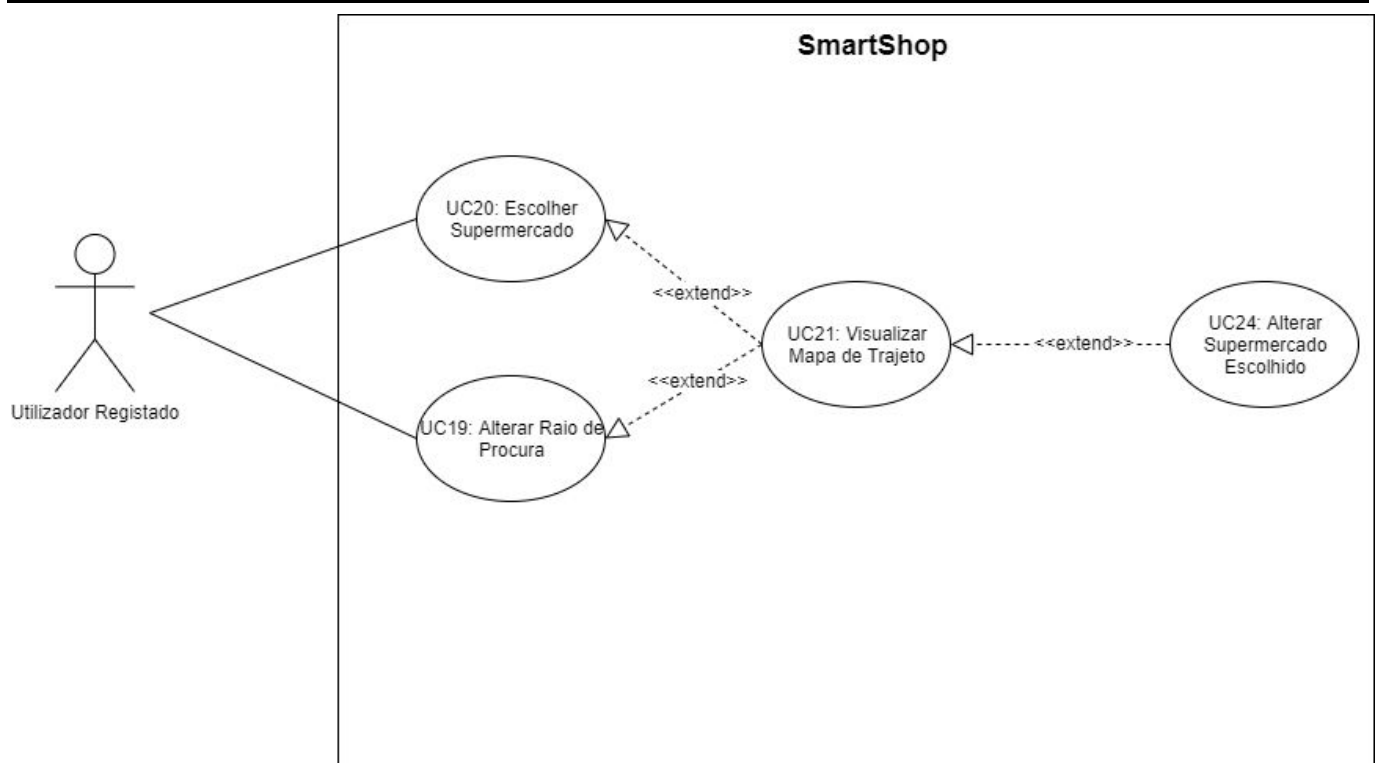 SmartShop
UC20: Escolher
Supermercado
<<extend>>
UC21: Visualizar
Mapa de Trajeto
<<extend>>
UC24: Alterar
Supermercado
Escolhido
<<extend>>
Utilizador Registado
UC19: Alterar Raio de
Procura